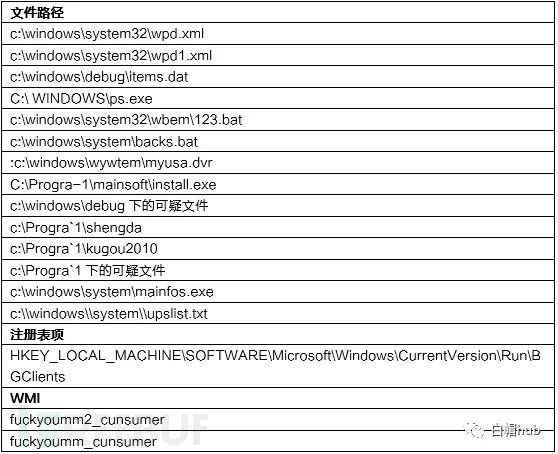 文件路径
c:\windows\system32\wpd.xml
c:\windows\system32\wpd1.xml
c:\windows\debug\items.dat
C:\ WINDOWS\ps.exe
c:\windows\system32\wbem\123.bat
c:\windows\system\backs.bat
:c:\windows\wywtem\myusa.dvr
C:\Progra-1\mainsoft\install.exe
c:\windows\debug 下的可疑文件
c:\Progra`1\shengda
c:\Progra`1\kugou2010
c:\Progra`1 下的可疑文件
c:\windows\system\mainfos.exe
c:\\windows\\system\\upslist.txt
注册表项
HKEY_LOCAL_MACHINE\SOFTWARE\Microsoft\Windows\CurrentVersion\Run\B
GClients
WMI
fuckyoumm2_cunsumer
fuckyoumm_cunsumer
白帽hub